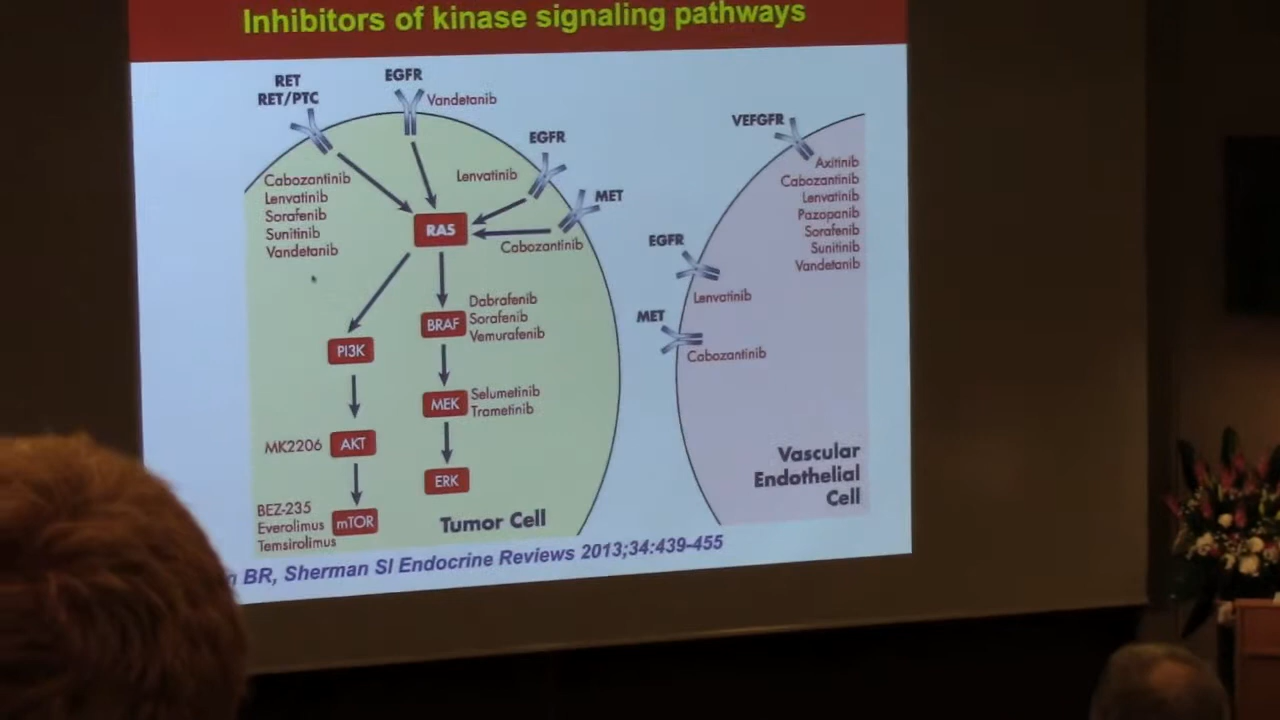 Inhibitors of kinase signaling pathways
RET
RET/PTC
EGFR
Vandetanib
EGFR
Lenvatinib
MET
Cabozantinib
Cabozantinib
Lenvatinib
Sorafenib
Sunitinib
Vandetanib
RAS
Dabrafenib
Sorafenib
Vemurafenib
BRAF
PI3K
Selumetinib
Trametinib
MEK
MK2206
AKT
ERK
BEZ-235
Everolimus
Temsirolimus
mTOR
Tumor Cell
VEFGFR
Axitinib
Cabozantinib
Lenvatinib
Pazopanib
Sorafenib
Sunitinib
Vandetanib
EGFR
Lenvatinib
MET
Cabozantinib
Vascular
Endothelial
Cell
BR, Sherman SI Endocrine Reviews 2013;34:439-455